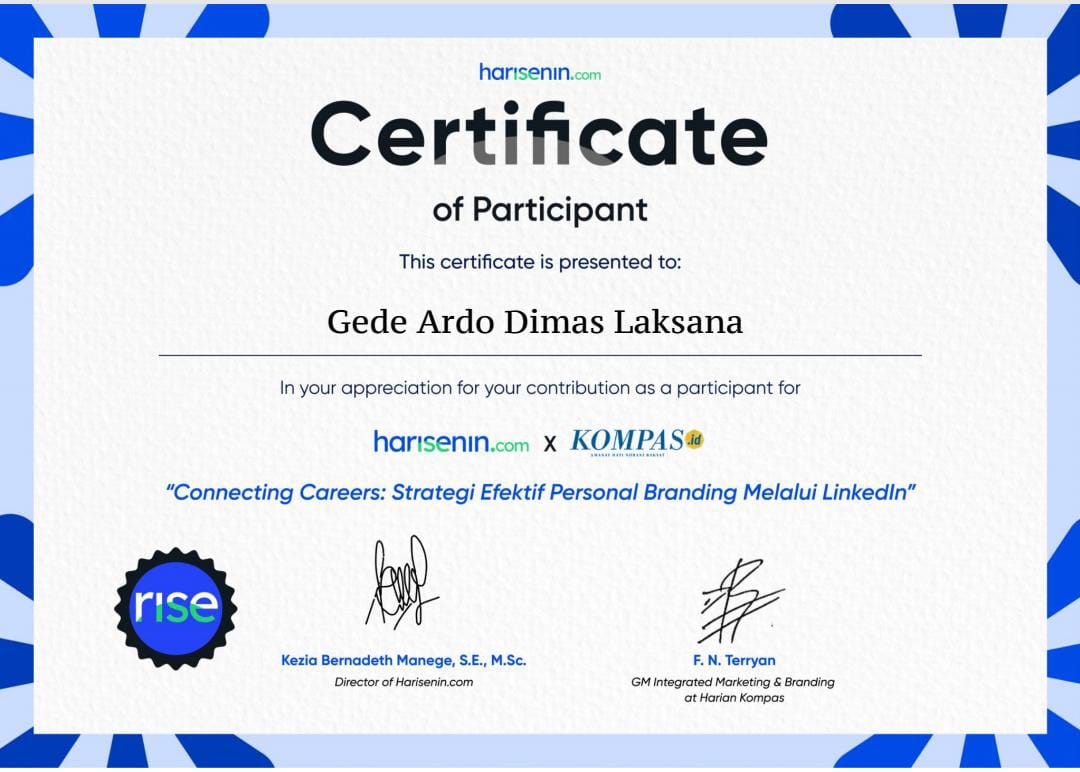 harisenin.com
Certificate
of Participant
This certificate is presented to:
Gede Ardo Dimas Laksana
In your appreciation for your contribution as a participant for
harisenin.com X KOMPAS.id
AMANAT HATI NURANI RAKYAT
“Connecting Careers: Strategi Efektif Personal Branding Melalui LinkedIn”
rise
Kezia Bernadeth Manege, S.E., M.Sc.
Director of Harisenin.com
F. N. Terryan
GM Integrated Marketing & Branding
at Harian Kompas